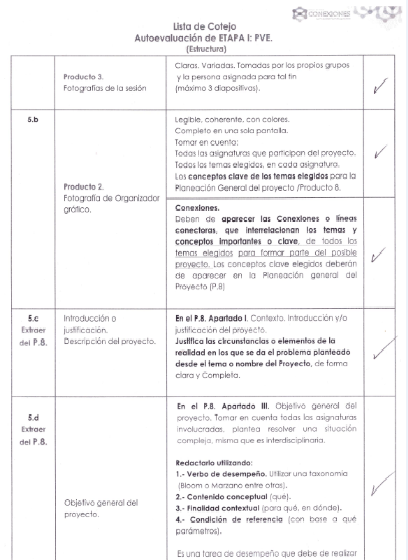 CONEXIONES
Lista de Cotejo
Autoevaluación de ETAPA I: PVE.
(Estructura)
Producto 3.
Fotografías de la sesión
Claras. Variadas. Tomadas por los propios grupos
y la persona asignada para tal fin
(máximo 3 diapositivas).
5.b
Producto 2.
Fotografía de Organizador
gráfico.
Legible, coherente, con colores.
Completo en una sola pantalla.
Tomar en cuenta:
Todas las asignaturas que participan del proyecto.
Todos los temas elegidos, en cada asignatura.
Los conceptos clave de los temas elegidos para la
Planeación General del proyecto /Producto 8.
Conexiones.
Deben de aparecer las Conexiones o líneas
conectoras, que interrelacionan los temas y
conceptos importantes o clave, de todos los
temas elegidos para formar parte del posible
proyecto. Los conceptos clave elegidos deberán
de aparecer en la Planeación general del
Proyecto (P.8)
5.c
Extraer
del P.8.
Introducción o
justificación.
Descripción del proyecto.
En el P.8. Apartado I. Contexto. Introducción y/o
justificación del proyecto.
Justifica las circunstancias o elementos de la
realidad en los que se da el problema planteado
desde el tema o nombre del Proyecto, de forma
clara y Completa.
5.d
Extraer
del P.8.
Objetivo general del
proyecto.
En el P.8. Apartado III. Objetivo general del
proyecto. Tomar en cuenta todas las asignaturas
involucradas, plantea resolver una situación
compleja, misma que es interdisciplinaria.
Redactarlo utilizando:
1.- Verbo de desempeño. Utilizar una taxonomía
(Bloom o Marzano entre otros).
2.- Contenido conceptual (qué).
3.- Finalidad contextual (para qué, en dónde).
4.- Condición de referencia (con base a qué
parámetros).
Es una tarea de desempeño que debe de realizar